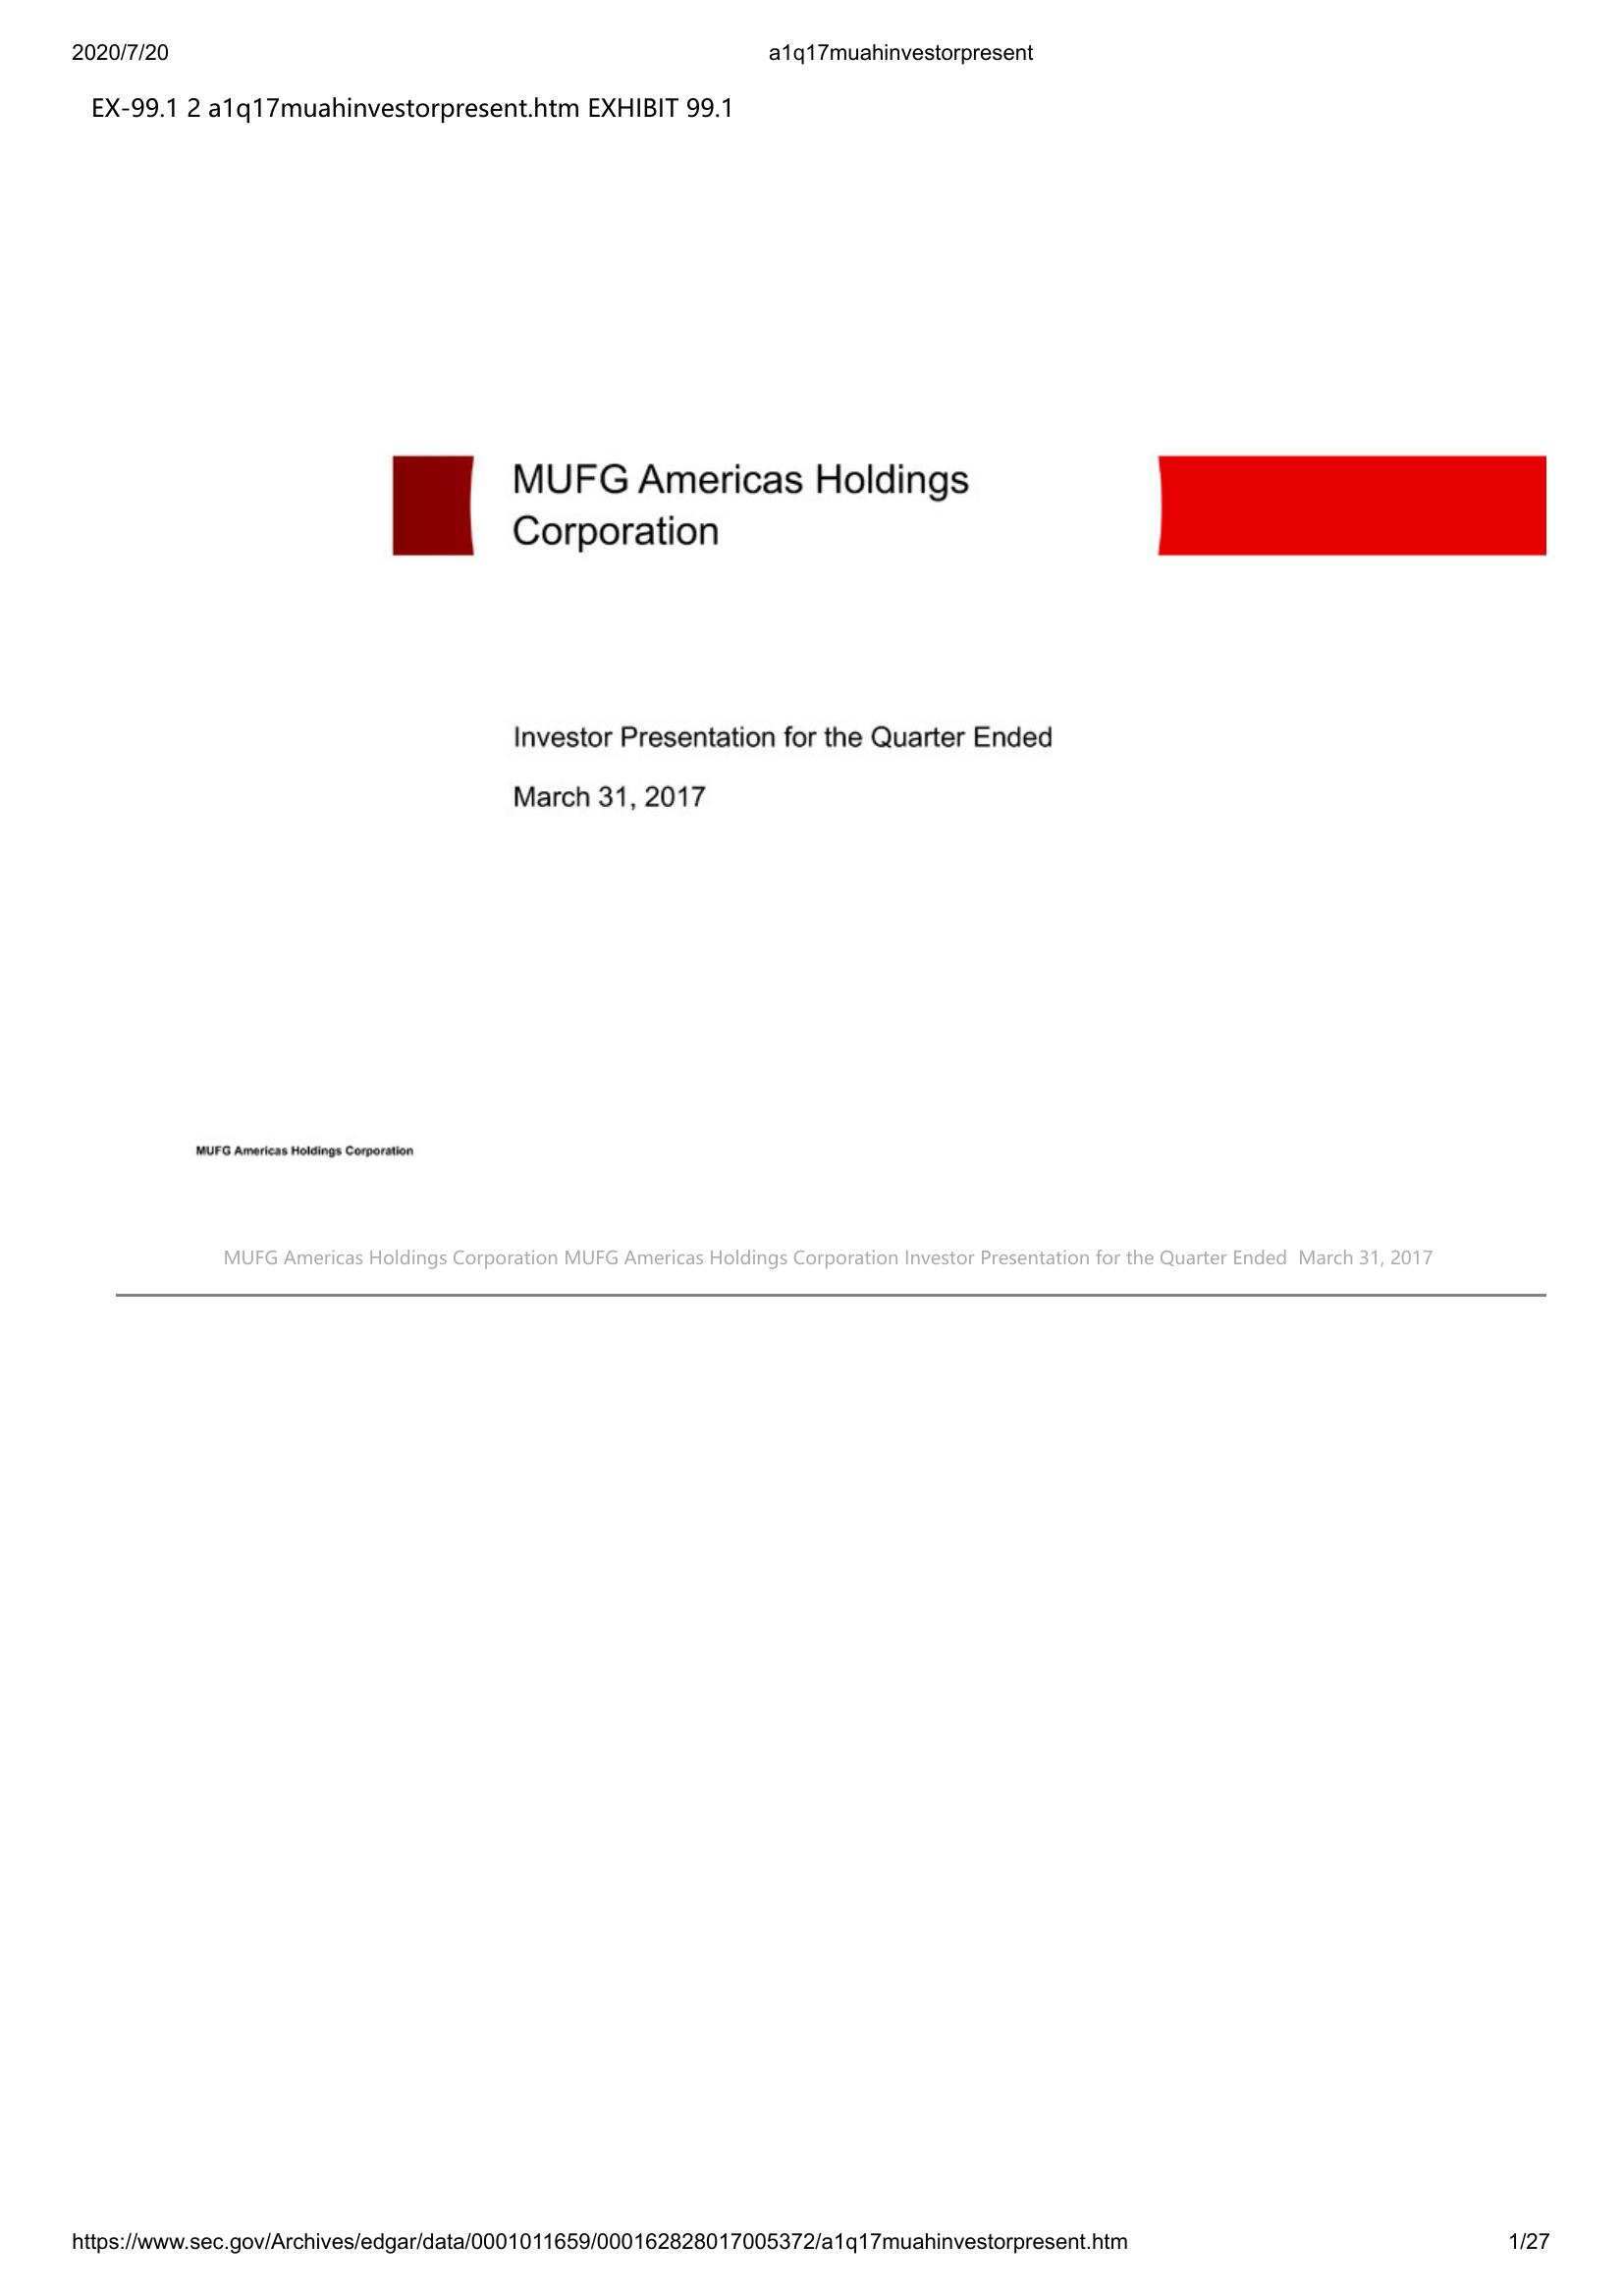 2020/7/20 a1q17muahinvestorpresent
EX-99.1 2 a1q17muahinvestorpresent.htm EXHIBIT 99.1
MUFG Americas Holdings
Corporation
Investor Presentation for the Quarter Ended
March 31, 2017
MUFG Americas Holdings Corporation
MUFG Americas Holdings Corporation MUFG Americas Holdings Corporation Investor Presentation for the Quarter Ended March 31, 2017
https://www.sec.gov/Archives/edgar/data/0001011659/000162828017005372/a1q17muahinvestorpresent.htm 1/27